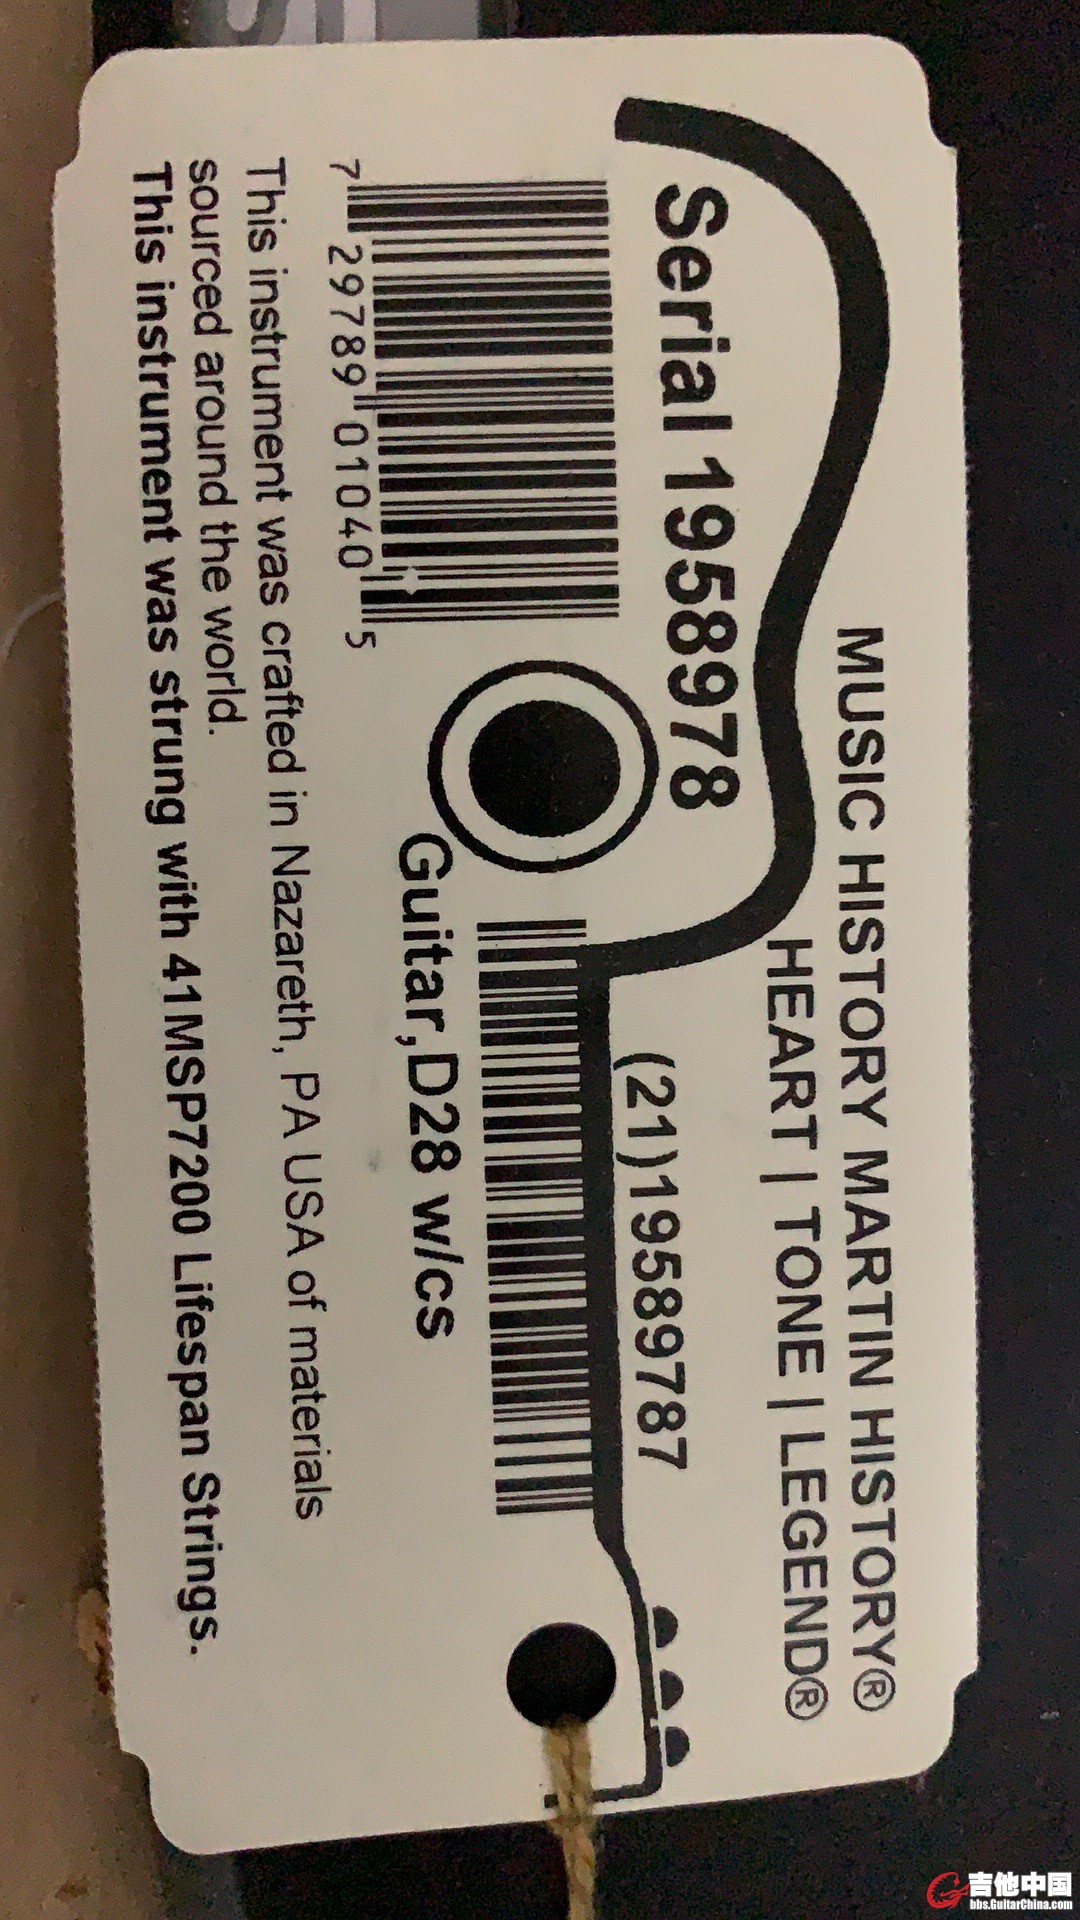 MUSIC HISTORY MARTIN HISTORY®
HEART | TONE | LEGEND®
Serial 1958978
(21)19589787
7 29789 01040 5
Guitar,D28 w/cs
This instrument was crafted in Nazareth, PA USA of materials
sourced around the world.
This instrument was strung with 41MSP7200 Lifespan Strings.
吉他中国
bbs.GuitarChina.com